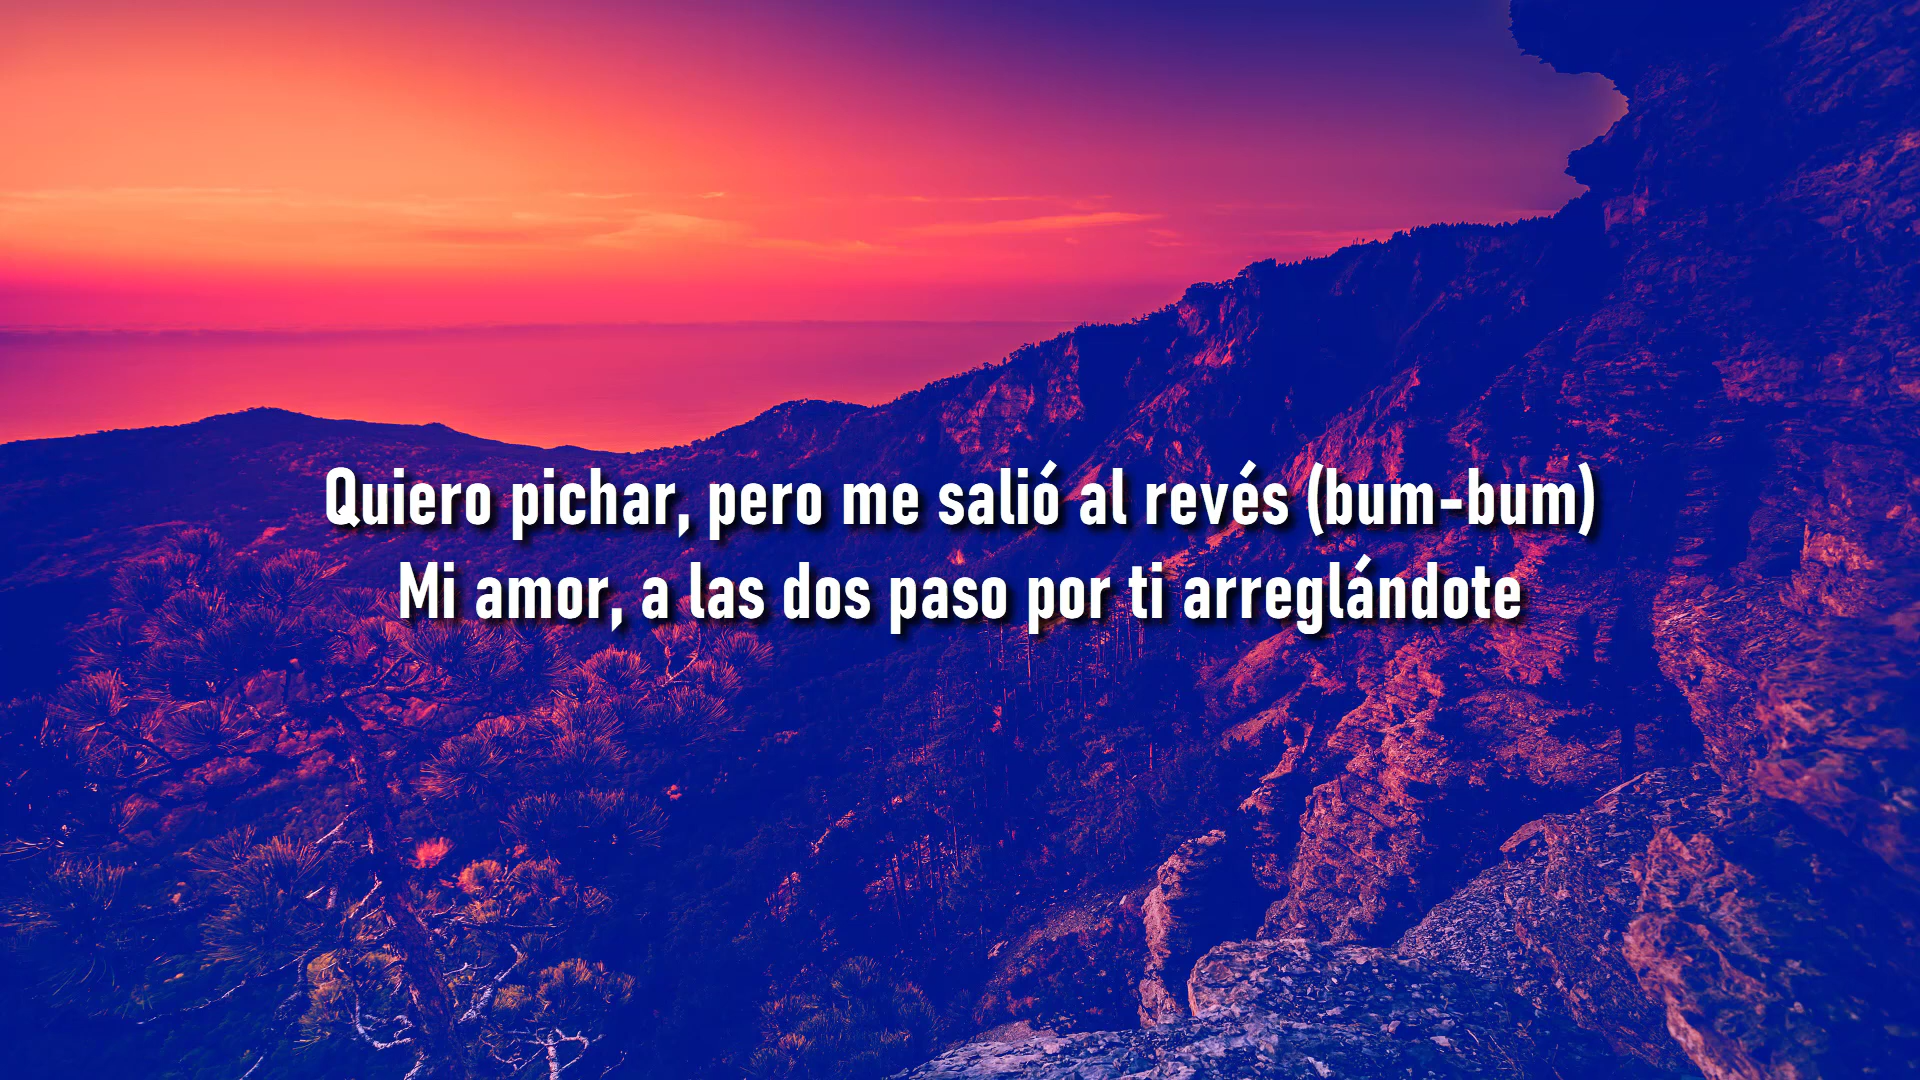 Quiero pichar, pero me salió al revés (bum-bum)
Mi amor, a las dos paso por ti arreglándote